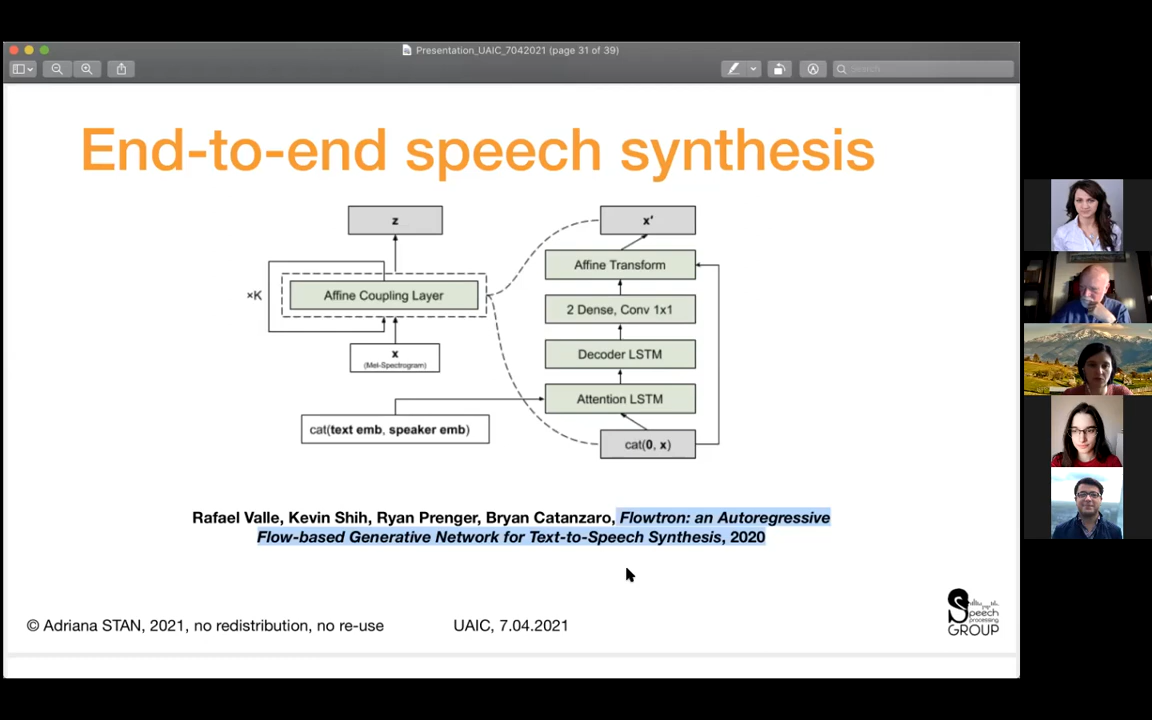 Presentation_UAIC_7042021 (page 31 of 39)
Search
End-to-end speech synthesis
z
x'
Affine Transform
×K
Affine Coupling Layer
2 Dense, Conv 1x1
x
(Mel-Spectrogram)
Decoder LSTM
Attention LSTM
cat(text emb, speaker emb)
cat(0, x)
Rafael Valle, Kevin Shih, Ryan Prenger, Bryan Catanzaro, Flowtron: an Autoregressive
Flow-based Generative Network for Text-to-Speech Synthesis, 2020
© Adriana STAN, 2021, no redistribution, no re-use
UAIC, 7.04.2021
Speech
processing
GROUP